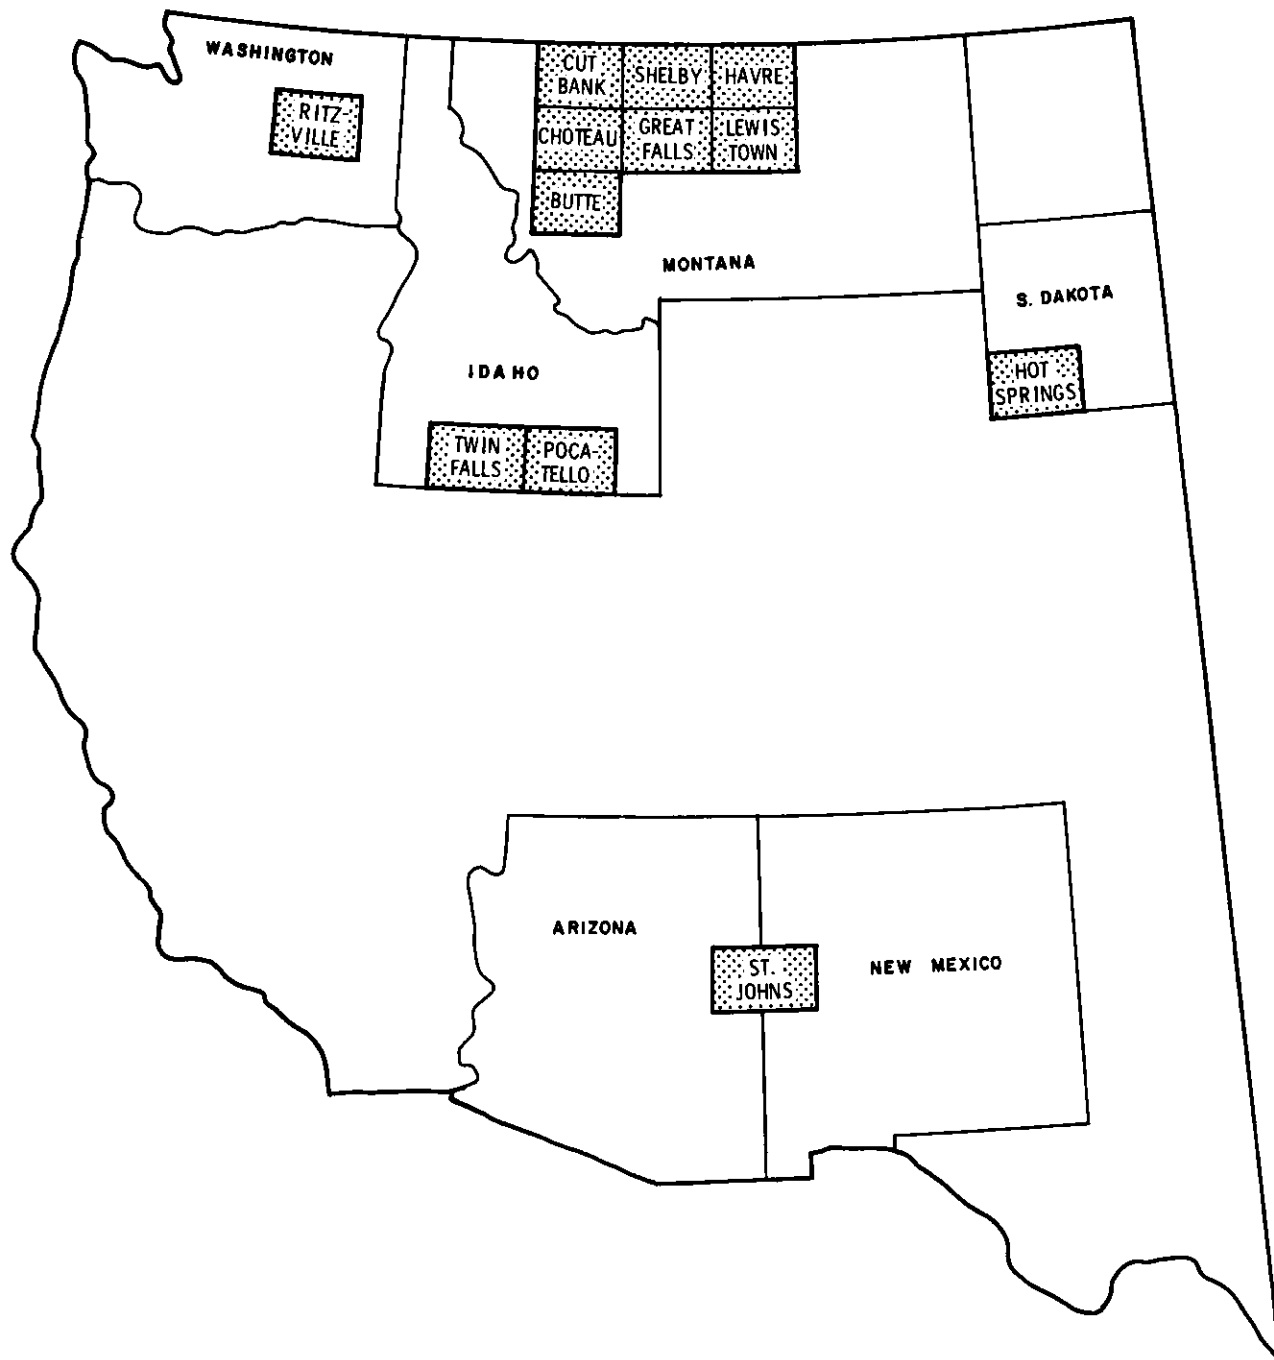 WASHINGTON
RITZ-
VILLE
CUT
BANK
SHELBY
HAVRE
CHOTEAU
GREAT
FALLS
LEWIS
TOWN
BUTTE
MONTANA
S. DAKOTA
HOT
SPRINGS
IDAHO
TWIN
FALLS
POCA-
TELLO
ARIZONA
ST.
JOHNS
NEW MEXICO